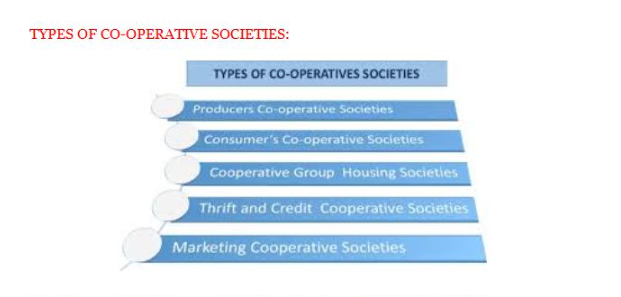 TYPES OF CO-OPERATIVE SOCIETIES:
TYPES OF CO-OPERATIVES SOCIETIES
Producers Co-operative Societies
Consumer's Co-operative Societies
Cooperative Group Housing Societies
Thrift and Credit Cooperative Societies
Marketing Cooperative Societies